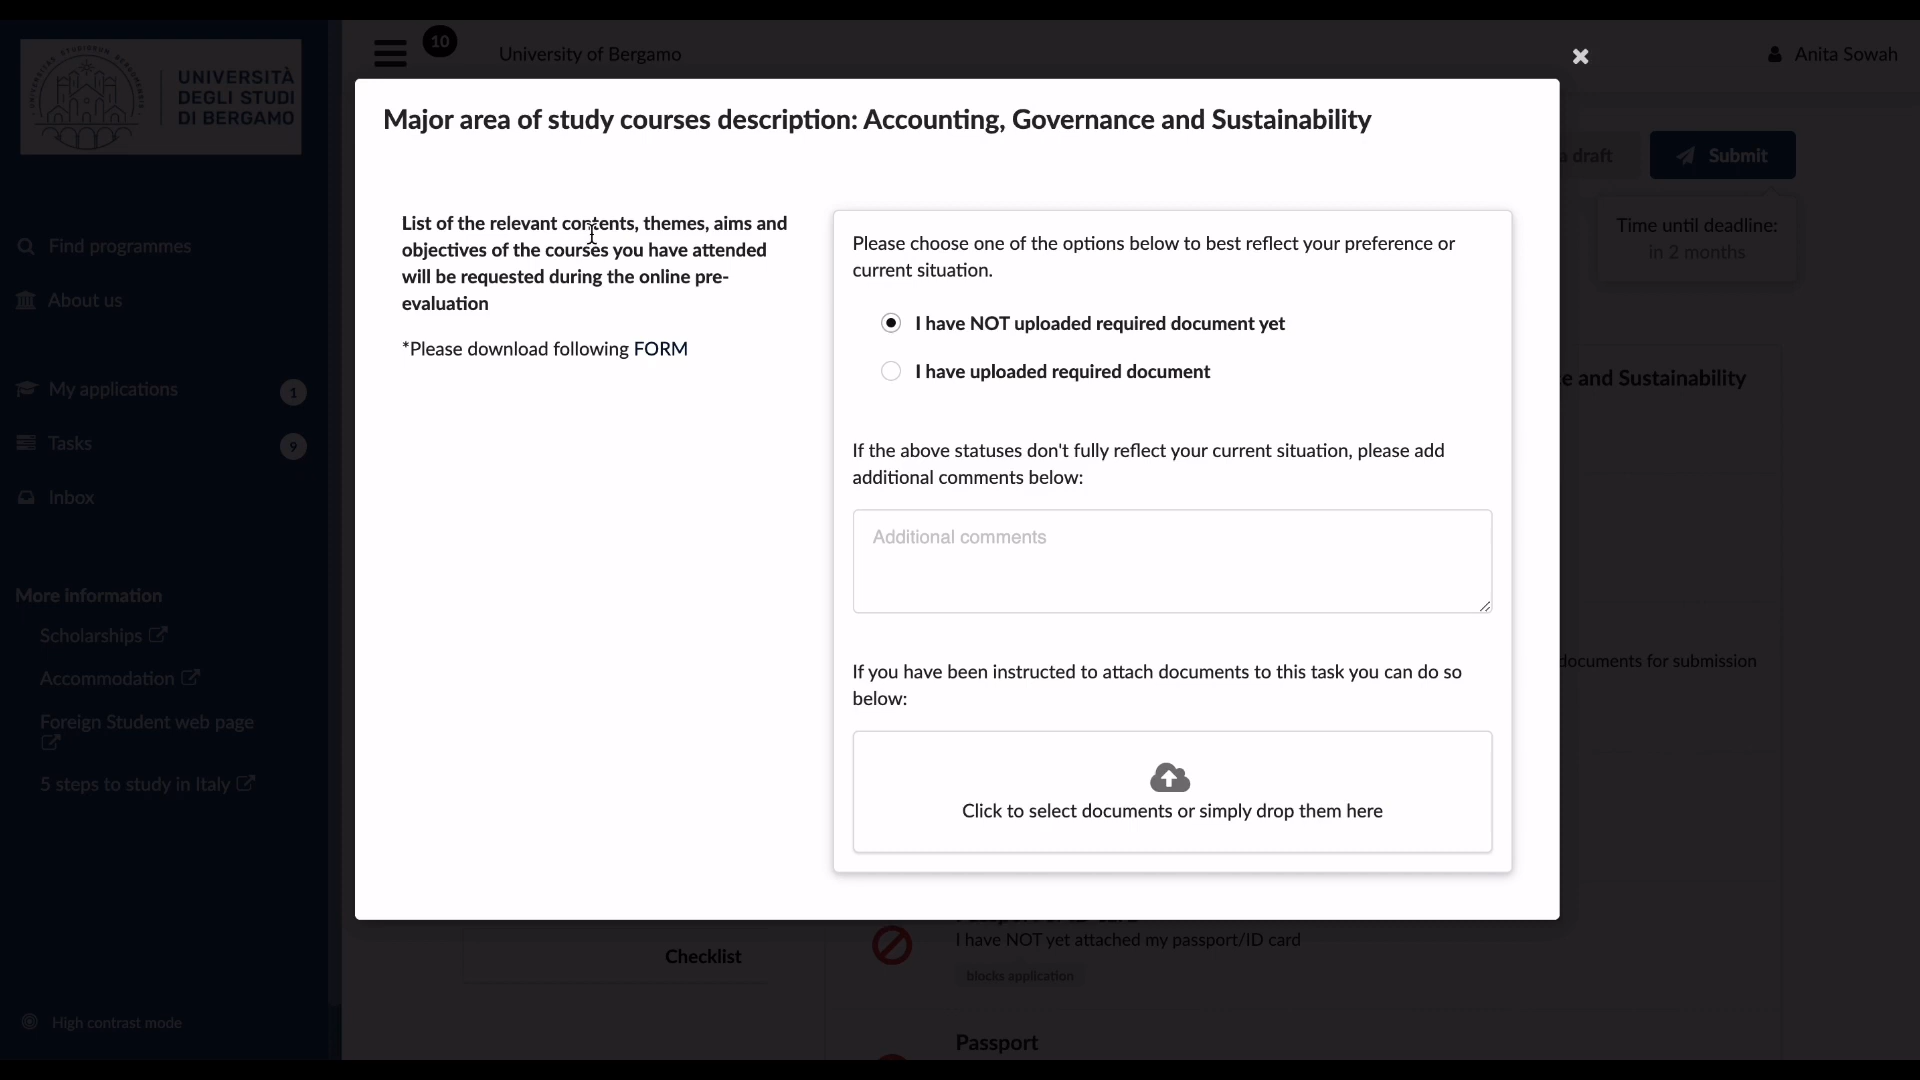 UNIVERSITÀ
DEGLI STUDI
DI BERGAMO
10
University of Bergamo
Anita Sowah
Find programmes
About us
My applications
1
Tasks
9
Inbox
More information
Scholarships
Accommodation
Foreign Student web page
5 steps to study in Italy
High contrast mode
Major area of study courses description: Accounting, Governance and Sustainability
List of the relevant contents, themes, aims and
objectives of the courses you have attended
will be requested during the online pre-
evaluation
*Please download following FORM
Please choose one of the options below to best reflect your preference or
current situation.
I have NOT uploaded required document yet
I have uploaded required document
If the above statuses don't fully reflect your current situation, please add
additional comments below:
Additional comments
If you have been instructed to attach documents to this task you can do so
below:
Click to select documents or simply drop them here
draft
Submit
Time until deadline:
in 2 months
and Sustainability
documents for submission
Checklist
I have NOT yet attached my passport/ID card
blocks application
Passport